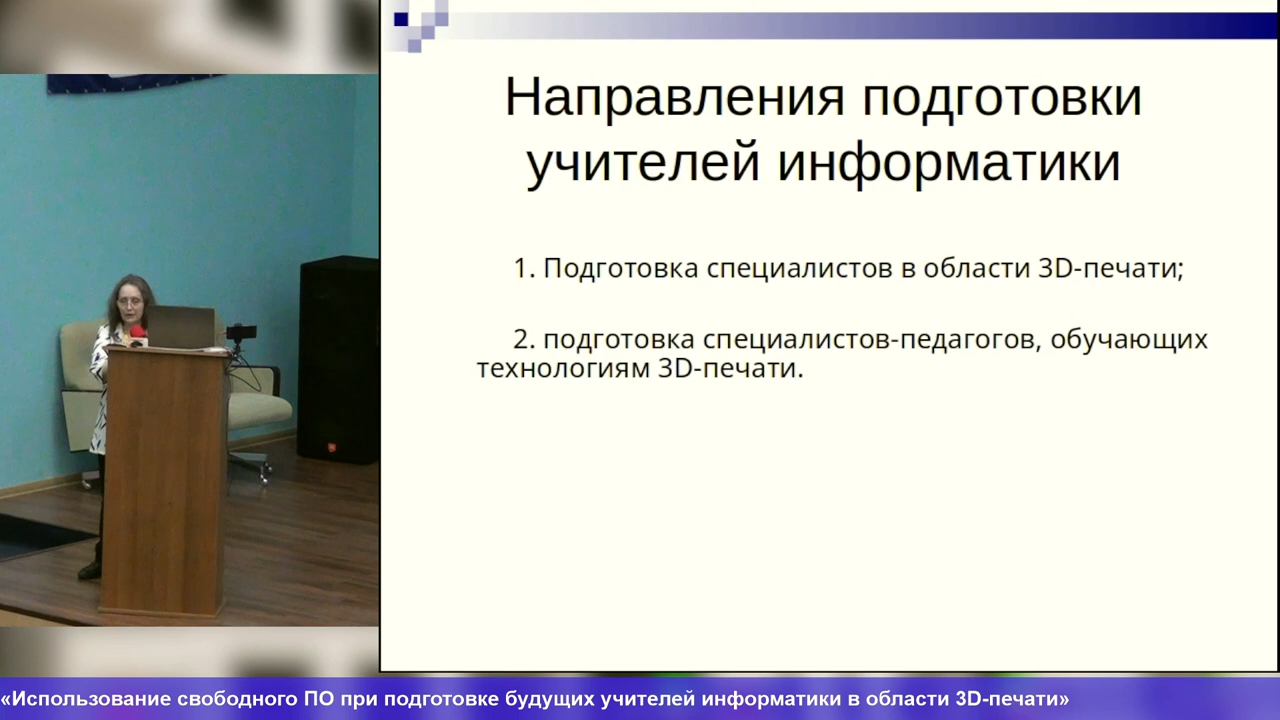 Направления подготовки
учителей информатики
1. Подготовка специалистов в области 3D-печати;
2. подготовка специалистов-педагогов, обучающих
технологиям 3D-печати.
«Использование свободного ПО при подготовке будущих учителей информатики в области 3D-печати»